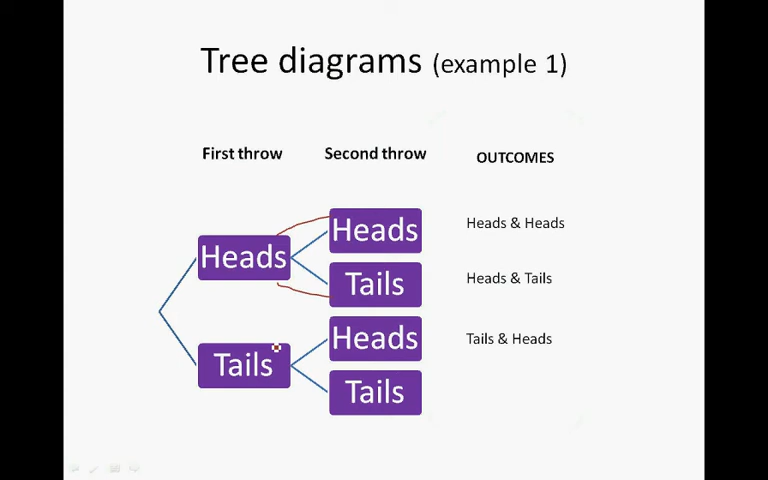 Tree diagrams (example 1)
First throw
Second throw
OUTCOMES
Heads
Heads
Heads & Heads
Tails
Heads & Tails
Tails
Heads
Tails & Heads
Tails